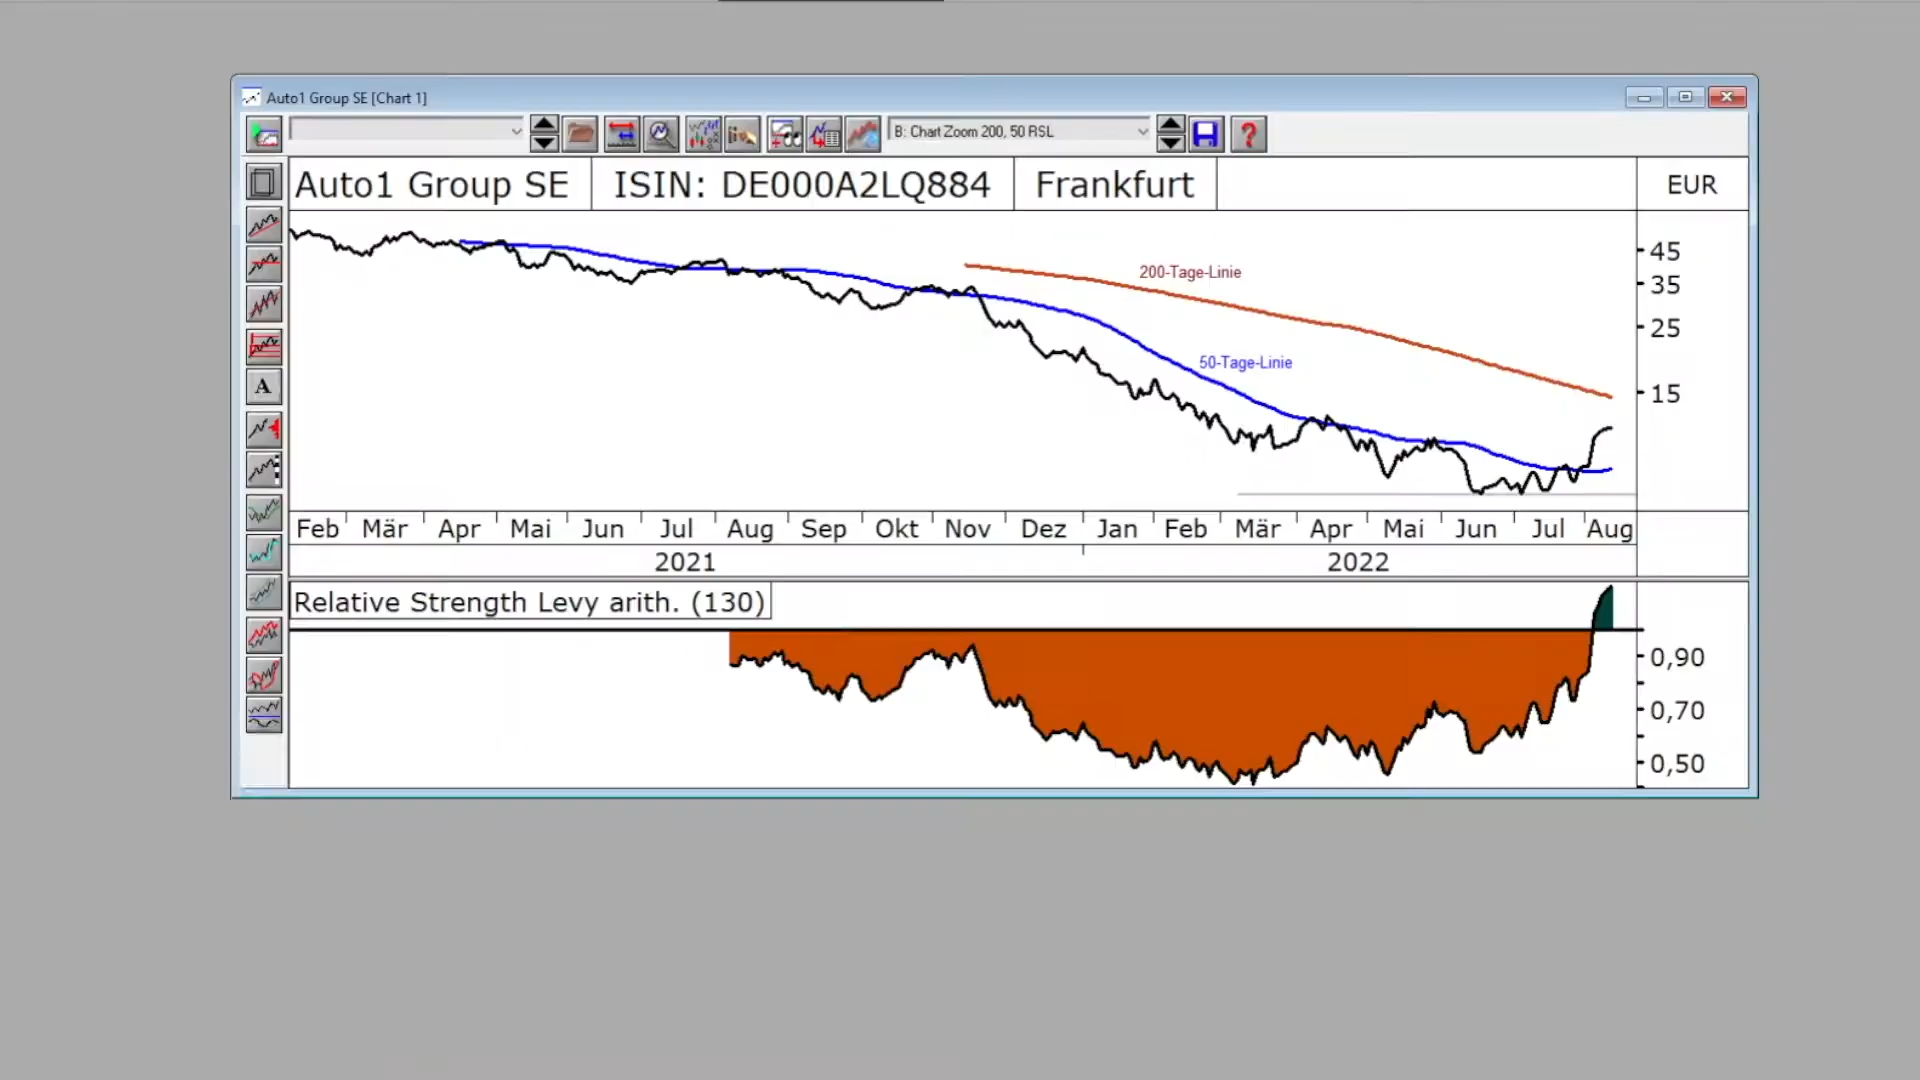 Auto1 Group SE [Chart 1]
B: Chart Zoom 200, 50 RSL
Auto1 Group SE ISIN: DE000A2LQ884 Frankfurt EUR
A
200-Tage-Linie
50-Tage-Linie
45
35
25
15
Feb Mär Apr Mai Jun Jul Aug Sep Okt Nov Dez Jan Feb Mär Apr Mai Jun Jul Aug
2021 2022
Relative Strength Levy arith. (130)
0,90
0,70
0,50